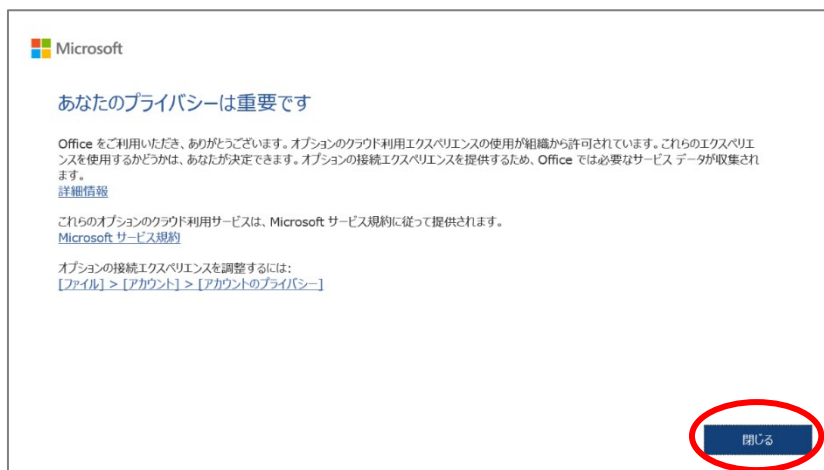 Microsoft
あなたのプライバシーは重要です
Office をご利用いただき、ありがとうございます。オプションのクラウド利用エクスペリエンスの使用が組織から許可されています。これらのエクスペリエ
ンスを使用するかどうかは、あなたが決定できます。オプションの接続エクスペリエンスを提供するため、Office では必要なサービス データが収集され
ます。
詳細情報
これらのオプションのクラウド利用サービスは、Microsoft サービス規約に従って提供されます。
Microsoft サービス規約
オプションの接続エクスペリエンスを調整するには:
[ファイル] > [アカウント] > [アカウントのプライバシー]
閉じる